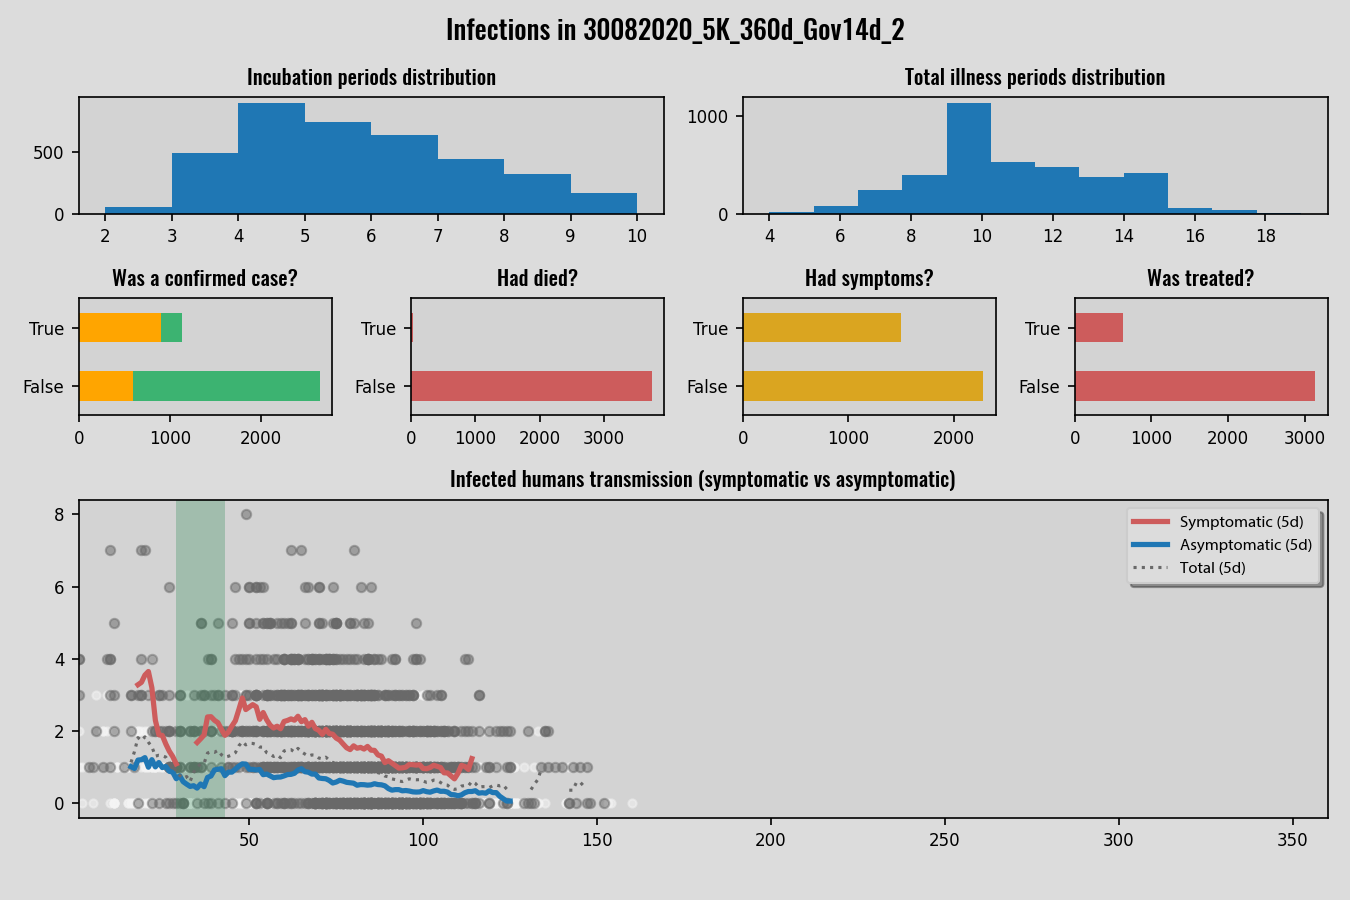 Infections in 30082020_5K_360d_Gov14d_2
Incubation periods distribution
Total illness periods distribution
500
0
2 3 4 5 6 7 8 9 10
1000
0
4 6 8 10 12 14 16 18
Was a confirmed case?
Had died?
Had symptoms?
Was treated?
True
False
0 1000 2000
True
False
0 1000 2000 3000
True
False
0 1000 2000
True
False
0 1000 2000 3000
Infected humans transmission (symptomatic vs asymptomatic)
8
6
4
2
0
Symptomatic (5d)
Asymptomatic (5d)
Total (5d)
50 100 150 200 250 300 350